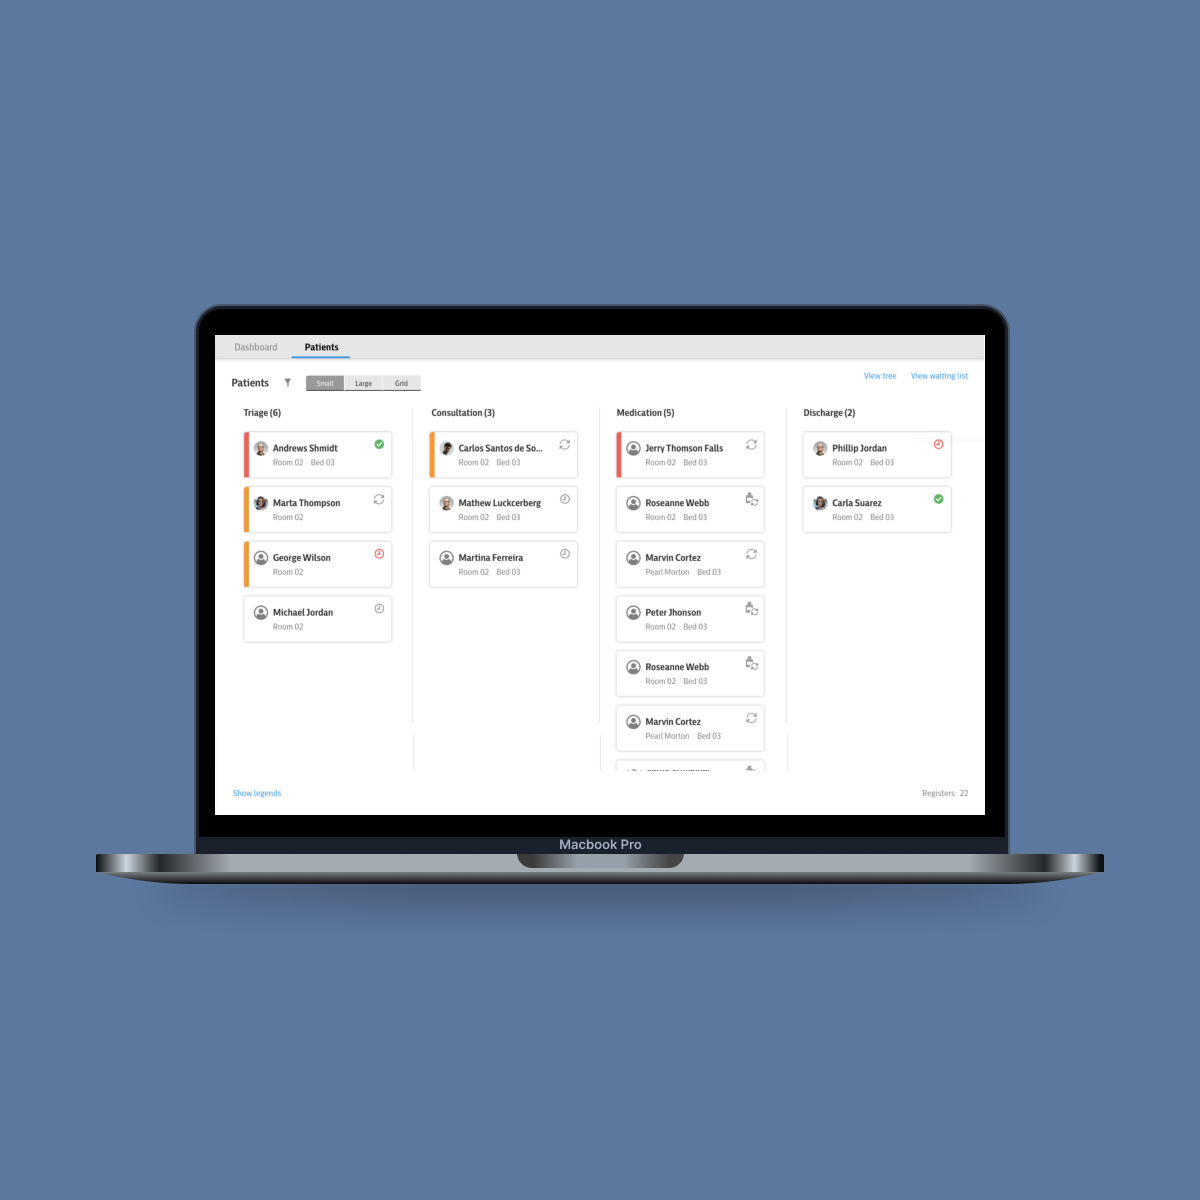 Dashboard Patients
Patients Small Large Grid View tree View waiting list
Triage (6)
Andrews Shmidt
Room 02 Bed 03
Marta Thompson
Room 02
George Wilson
Room 02
Michael Jordan
Room 02
Consultation (3)
Carlos Santos de So...
Room 02 Bed 03
Mathew Luckcerberg
Room 02 Bed 03
Martina Ferreira
Room 02 Bed 03
Medication (5)
Jerry Thomson Falls
Room 02 Bed 03
Roseanne Webb
Room 02 Bed 03
Marvin Cortez
Pearl Morton Bed 03
Peter Jhonson
Room 02 Bed 03
Roseanne Webb
Room 02 Bed 03
Marvin Cortez
Pearl Morton Bed 03
Discharge (2)
Phillip Jordan
Room 02 Bed 03
Carla Suarez
Room 02 Bed 03
Show legends Registers: 22
Macbook Pro